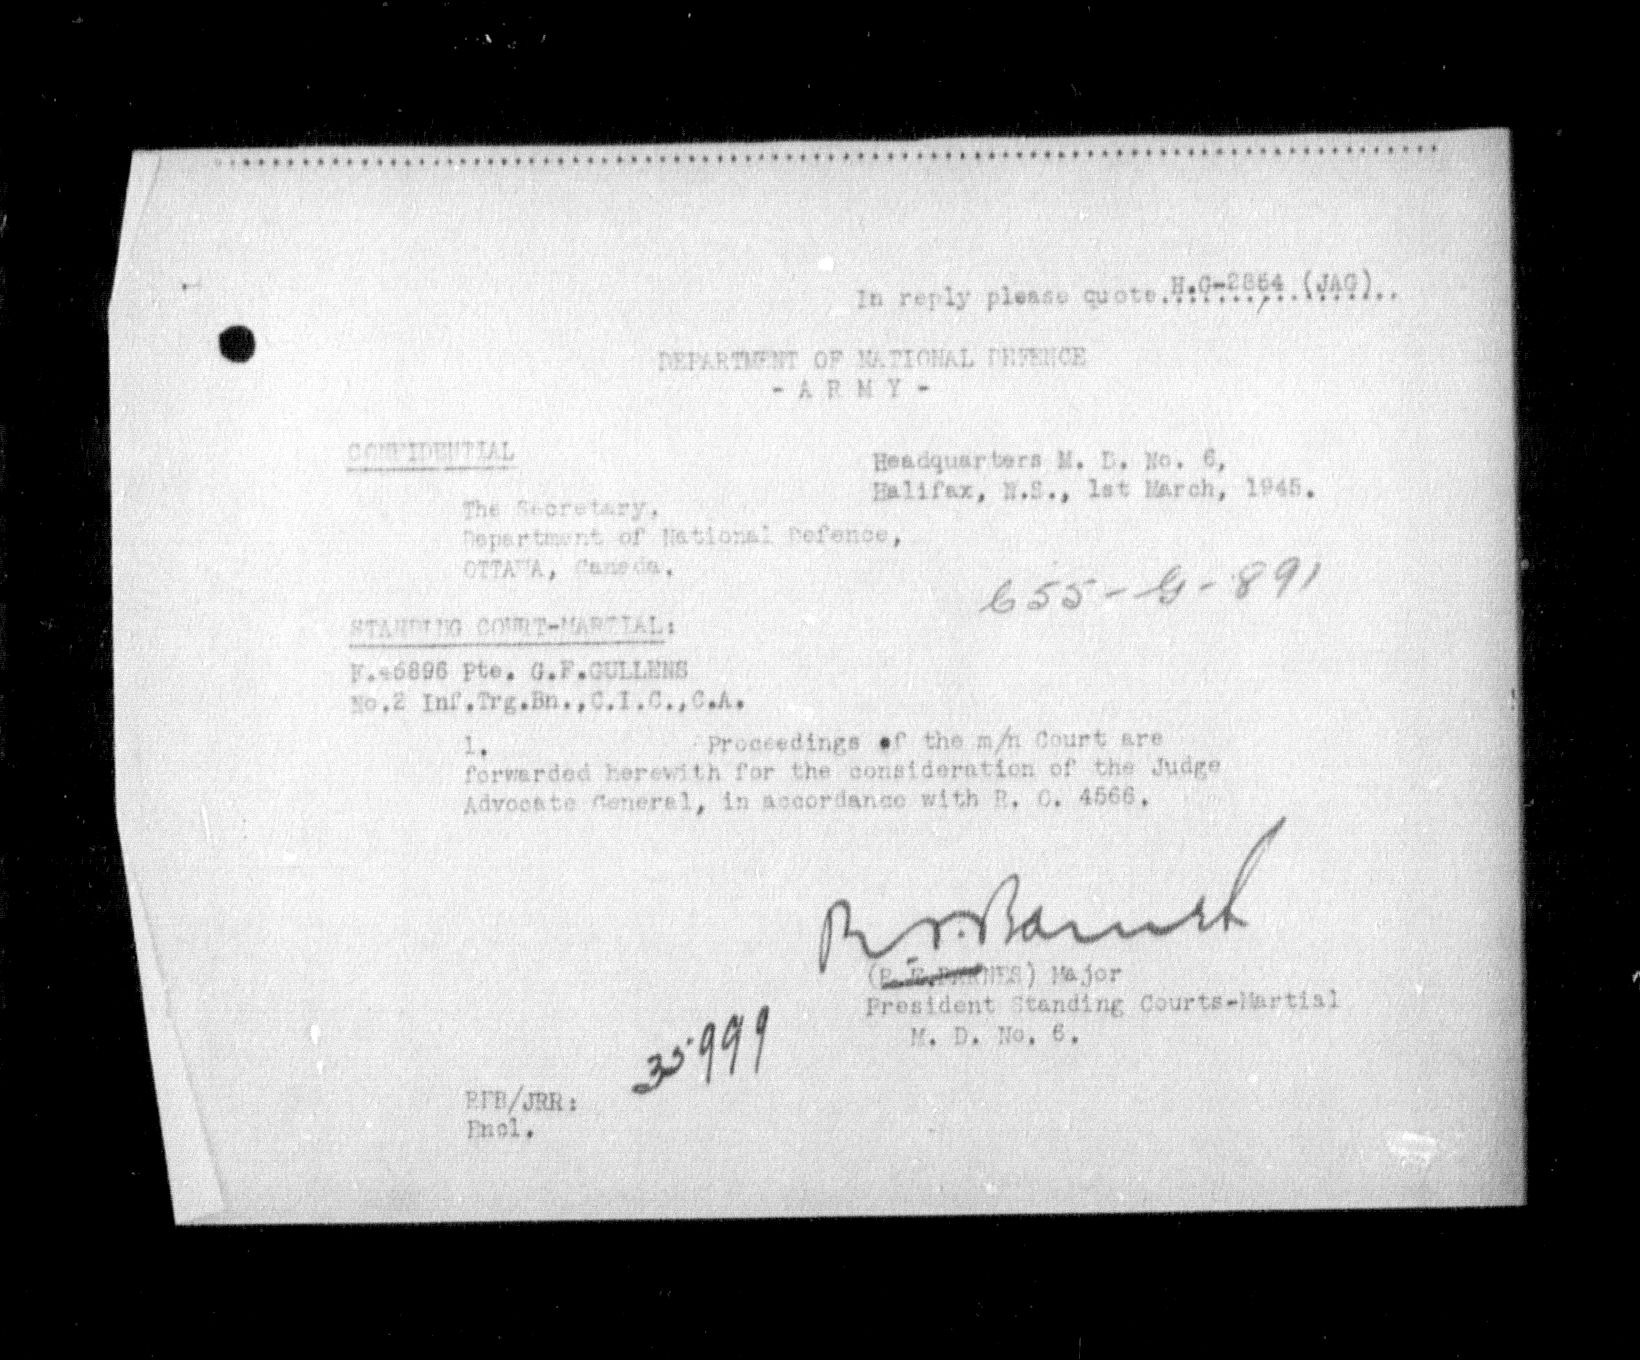 In reply please quote. H.G-2864 (JAG)
DEPARTMENT OF NATIONAL DEFENCE
- A R M Y -
CONFIDENTIAL
Headquarters M. D. No. 6,
Halifax, N.S., 1st March, 1945.
The Secretary,
Department of National Defence,
OTTAWA, Canada.
655-G-891
STANDING COURT-MARTIAL:
Pte. G.F.GULLENS
No.2 Inf.Trg.Bn.,C.I.C.,C.A.
1. Proceedings of the m/n Court are
forwarded herewith for the consideration of the Judge
Advocate General, in accordance with R. O. 4566.
(R. F.BARNES) Major
President Standing Courts-Martial
M. D. No. 6.
35999
RFB/JRR:
Encl.